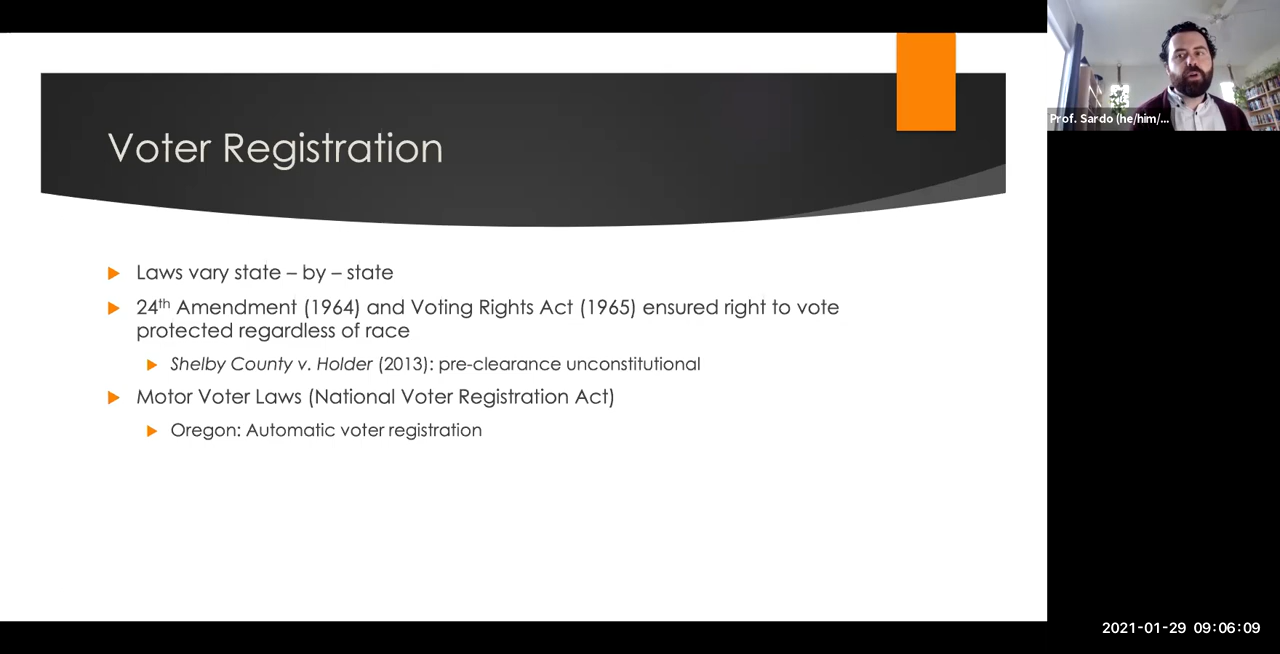 Voter Registration
Laws vary state – by – state
24th Amendment (1964) and Voting Rights Act (1965) ensured right to vote
protected regardless of race
Shelby County v. Holder (2013): pre-clearance unconstitutional
Motor Voter Laws (National Voter Registration Act)
Oregon: Automatic voter registration
Prof. Sardo (he/him/...
2021-01-29 09:06:09